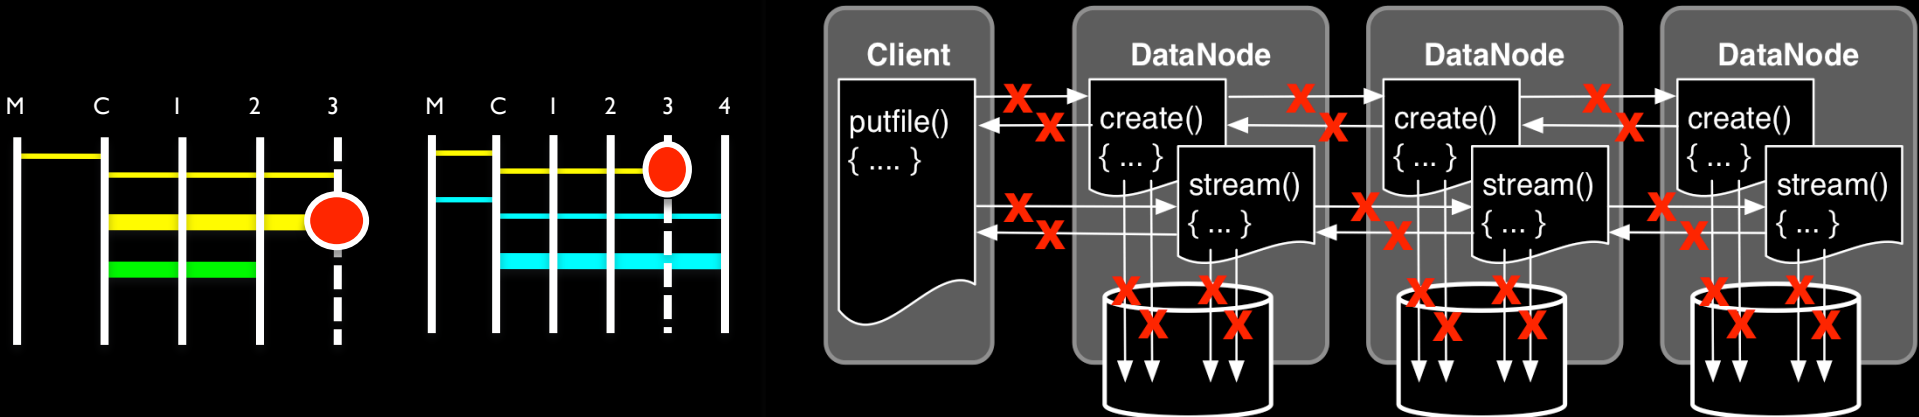 M C 1 2 3
M C 1 2 3 4
Client
putfile()
{ .... }
DataNode
create()
{ ... }
stream()
{ ... }
DataNode
create()
{ ... }
stream()
{ ... }
DataNode
create()
{ ... }
stream()
{ ... }
X X X X X X
X X X X X X
X X X X X X
X X X X X X